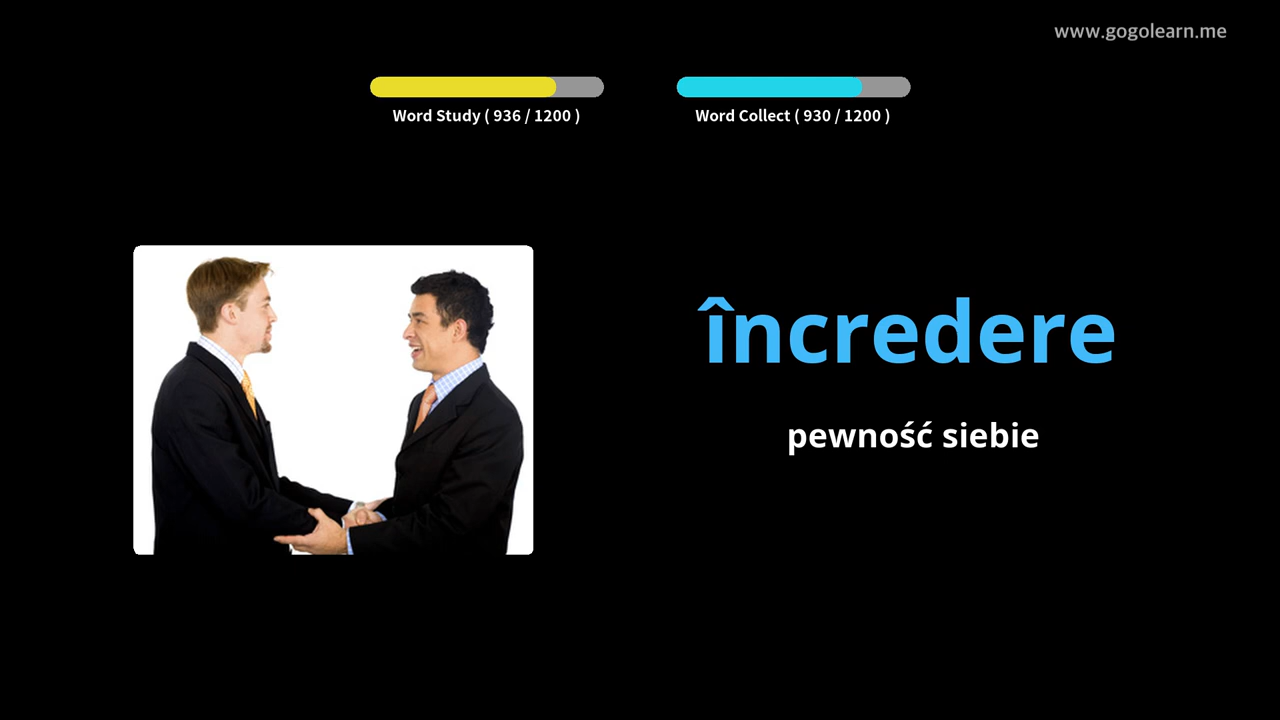 www.gogolearn.me
Word Study ( 936 / 1200 )
Word Collect ( 930 / 1200 )
încredere
pewność siebie